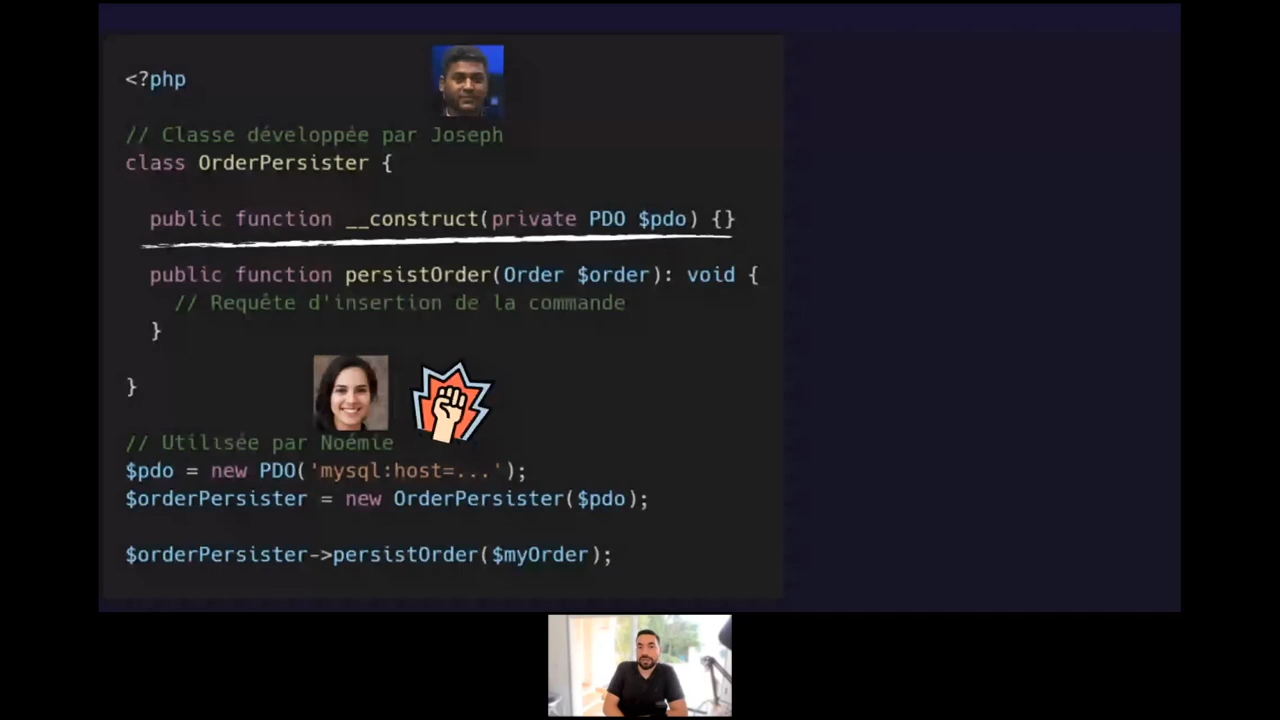 <?php
// Classe développée par Joseph
class OrderPersister {
public function __construct(private PDO $pdo) {}
public function persistOrder(Order $order): void {
// Requête d'insertion de la commande
}
}
// Utilisée par Noémie
$pdo = new PDO('mysql:host=...');
$orderPersister = new OrderPersister($pdo);
$orderPersister->persistOrder($myOrder);